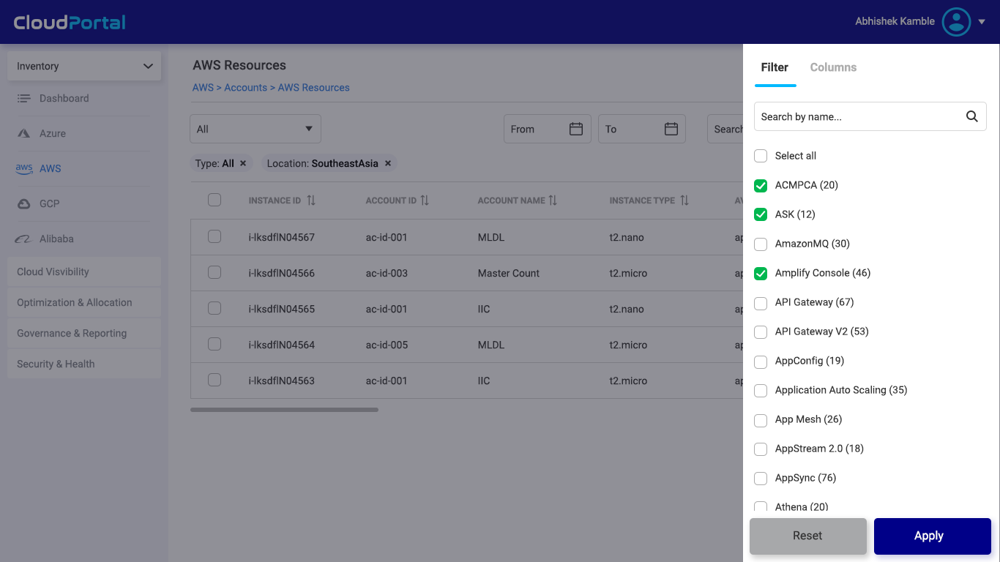 CloudPortal
Abhishek Kamble
Inventory
Dashboard
Azure
aws AWS
GCP
Alibaba
Cloud Visvibility
Optimization & Allocation
Governance & Reporting
Security & Health
AWS Resources
AWS > Accounts > AWS Resources
All From To Search
Type: All × Location: SoutheastAsia ×
INSTANCE ID ACCOUNT ID ACCOUNT NAME INSTANCE TYPE AV
i-lksdflN04567 ac-id-001 MLDL t2.nano ap
i-lksdflN04566 ac-id-003 Master Count t2.micro ap
i-lksdflN04565 ac-id-001 IIC t2.nano ap
i-lksdflN04564 ac-id-005 MLDL t2.micro ap
i-lksdflN04563 ac-id-001 IIC t2.micro ap
Filter Columns
Search by name...
Select all
ACMPCA (20)
ASK (12)
AmazonMQ (30)
Amplify Console (46)
API Gateway (67)
API Gateway V2 (53)
AppConfig (19)
Application Auto Scaling (35)
App Mesh (26)
AppStream 2.0 (18)
AppSync (76)
Athena (20)
Reset Apply